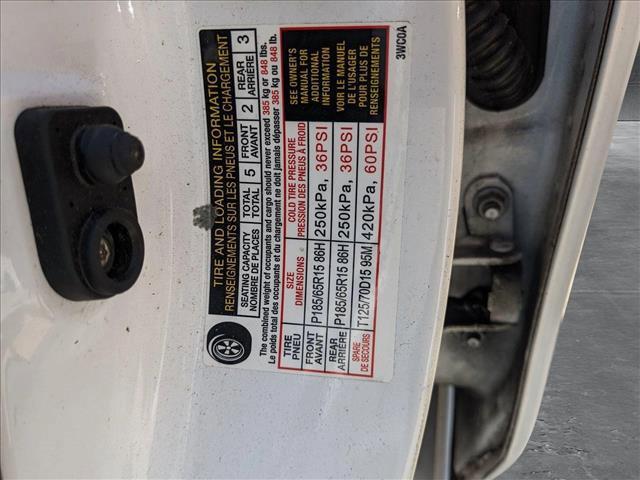 TIRE AND LOADING INFORMATION
RENSEIGNEMENTS SUR LES PNEUS ET LE CHARGEMENT
SEATING CAPACITY TOTAL 5 FRONT 2 REAR 3
NOMBRE DE PLACES TOTAL AVANT ARRIÈRE
The combined weight of occupants and cargo should never exceed 385 kg or 848 lbs.
Le poids total des occupants et du chargement ne doit jamais dépasser 385 kg ou 848 lb.
TIRE SIZE COLD TIRE PRESSURE
PNEU DIMENSIONS PRESSION DES PNEUS À FROID
FRONT P185/65R15 86H 250kPa, 36PSI
AVANT
REAR P185/65R15 86H 250kPa, 36PSI
ARRIÈRE
SPARE T125/70D15 95M 420kPa, 60PSI
DE SECOURS
SEE OWNER'S
MANUAL FOR
ADDITIONAL
INFORMATION
VOIR LE MANUEL
DE L'USAGER
POUR PLUS DE
RENSEIGNEMENTS
3WC0A